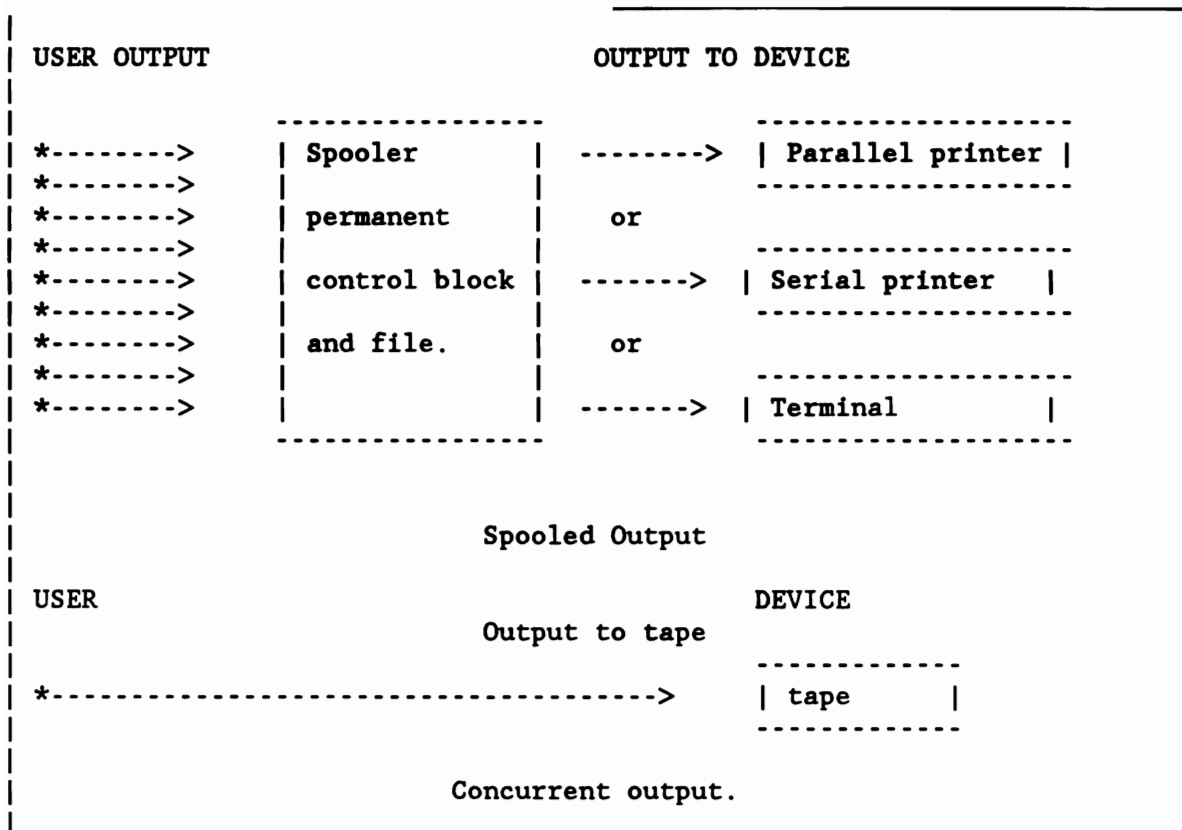 USER OUTPUT OUTPUT TO DEVICE
----------------- --------------------
*--------> | Spooler | --------> | Parallel printer |
*--------> | | --------------------
*--------> | permanent | or
*--------> | | --------------------
*--------> | control block | -------> | Serial printer |
*--------> | | --------------------
*--------> | and file. | or
*--------> | | --------------------
*--------> | | -------> | Terminal |
----------------- --------------------
Spooled Output
USER DEVICE
Output to tape
-------------
*--------------------------------------> | tape |
-------------
Concurrent output.